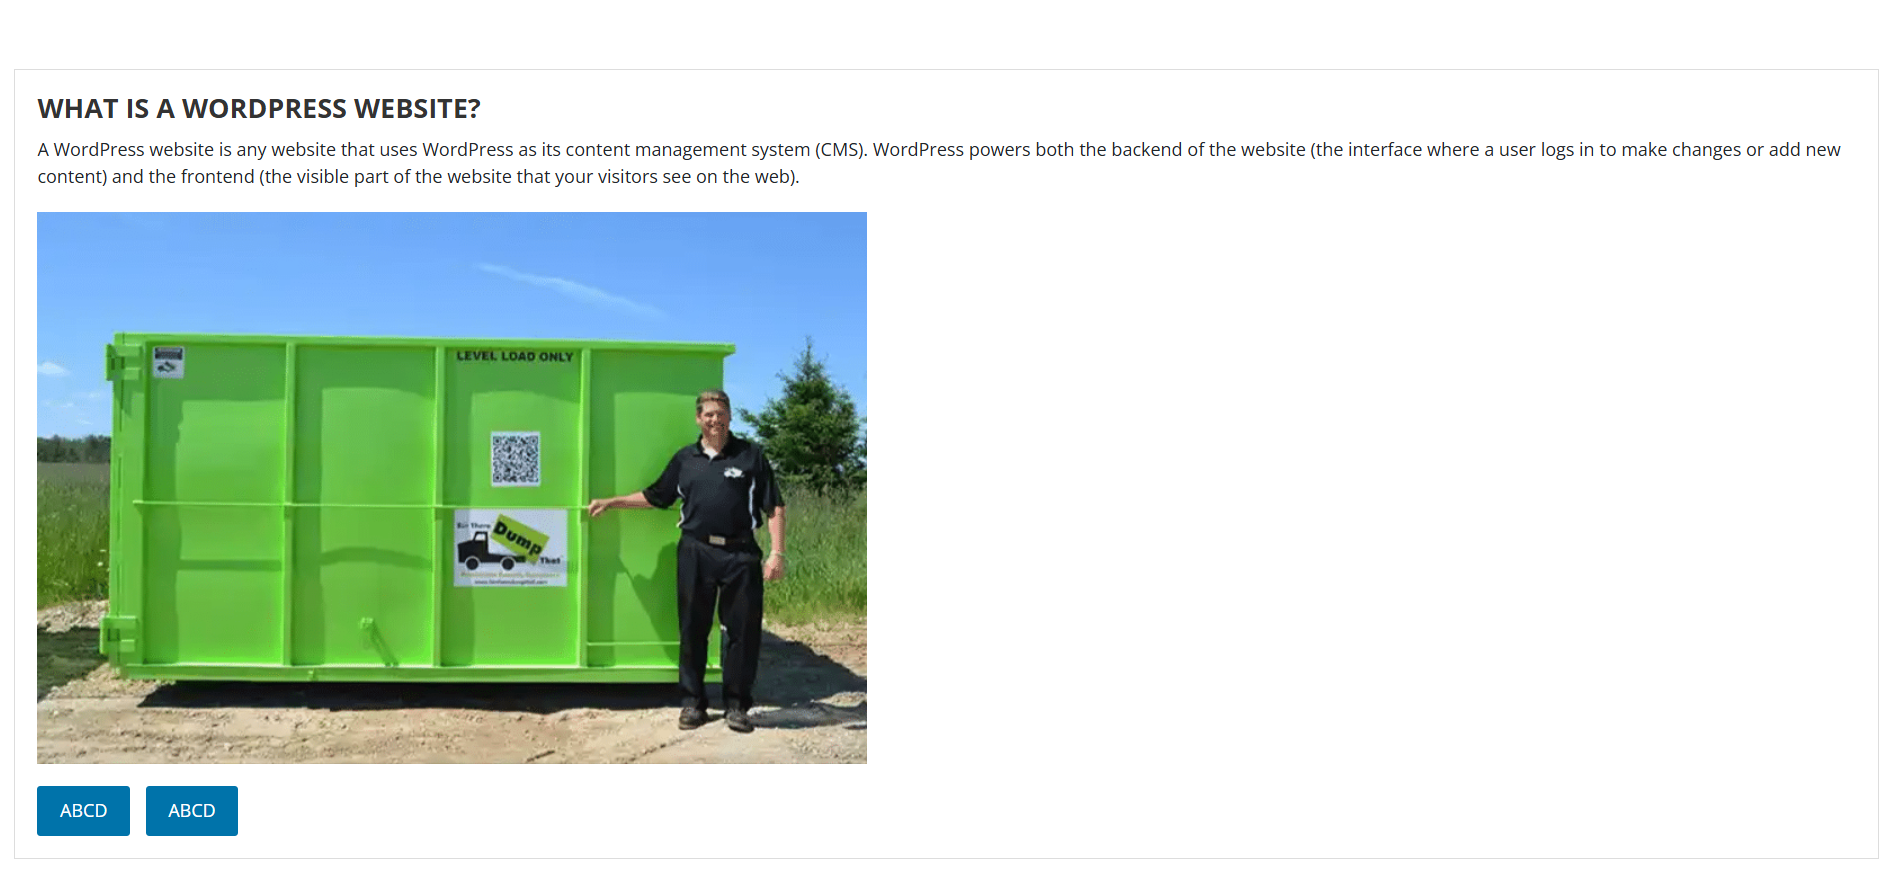 WHAT IS A WORDPRESS WEBSITE?
A WordPress website is any website that uses WordPress as its content management system (CMS). WordPress powers both the backend of the website (the interface where a user logs in to make changes or add new
content) and the frontend (the visible part of the website that your visitors see on the web).
LEVEL LOAD ONLY
Dump
That
ABCD
ABCD